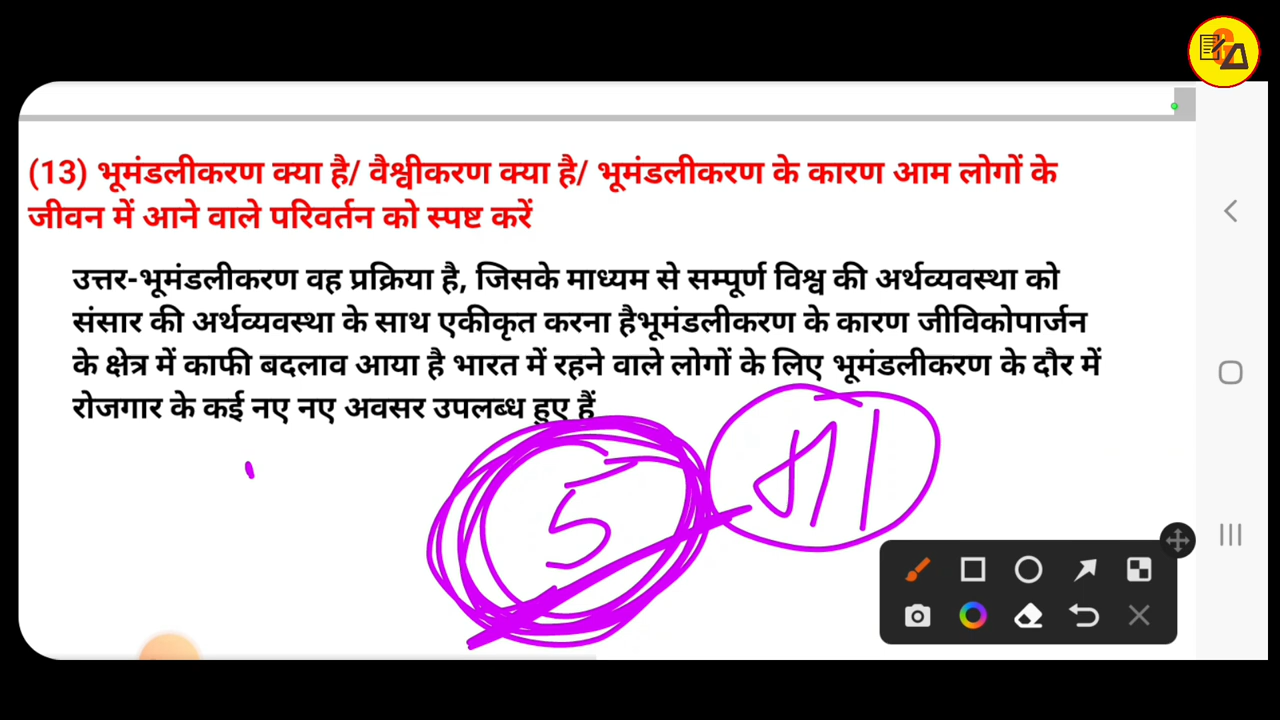 (13) भूमंडलीकरण क्या है/ वैश्वीकरण क्या है/ भूमंडलीकरण के कारण आम लोगों के
जीवन में आने वाले परिवर्तन को स्पष्ट करें
उत्तर-भूमंडलीकरण वह प्रक्रिया है, जिसके माध्यम से सम्पूर्ण विश्व की अर्थव्यवस्था को
संसार की अर्थव्यवस्था के साथ एकीकृत करना हैभूमंडलीकरण के कारण जीविकोपार्जन
के क्षेत्र में काफी बदलाव आया है भारत में रहने वाले लोगों के लिए भूमंडलीकरण के दौर में
रोजगार के कई नए नए अवसर उपलब्ध हुए हैं
5